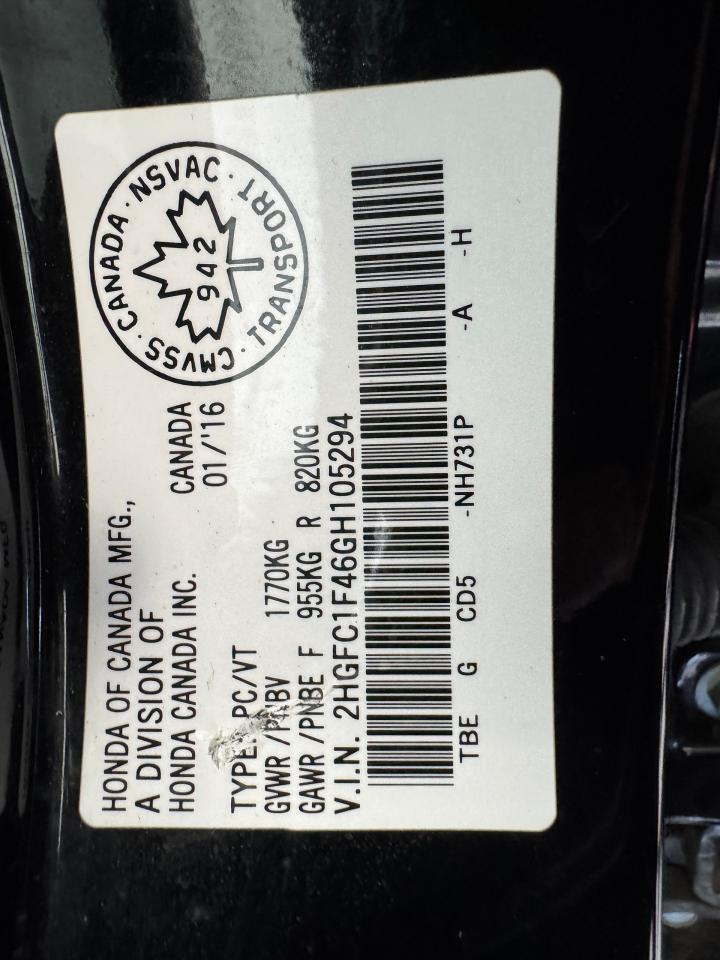 HONDA OF CANADA MFG.,
A DIVISION OF
HONDA CANADA INC. CANADA
01/'16
TYPE: PC/VT
GVWR/PNBV 1770KG
GAWR/PNBE F 955KG R 820KG
V.I.N. 2HGFC1F46GH105294
TBE G CD5 -NH731P -A -H
CMVSS · CANADA · NSVAC · TRANSPORT ·
942